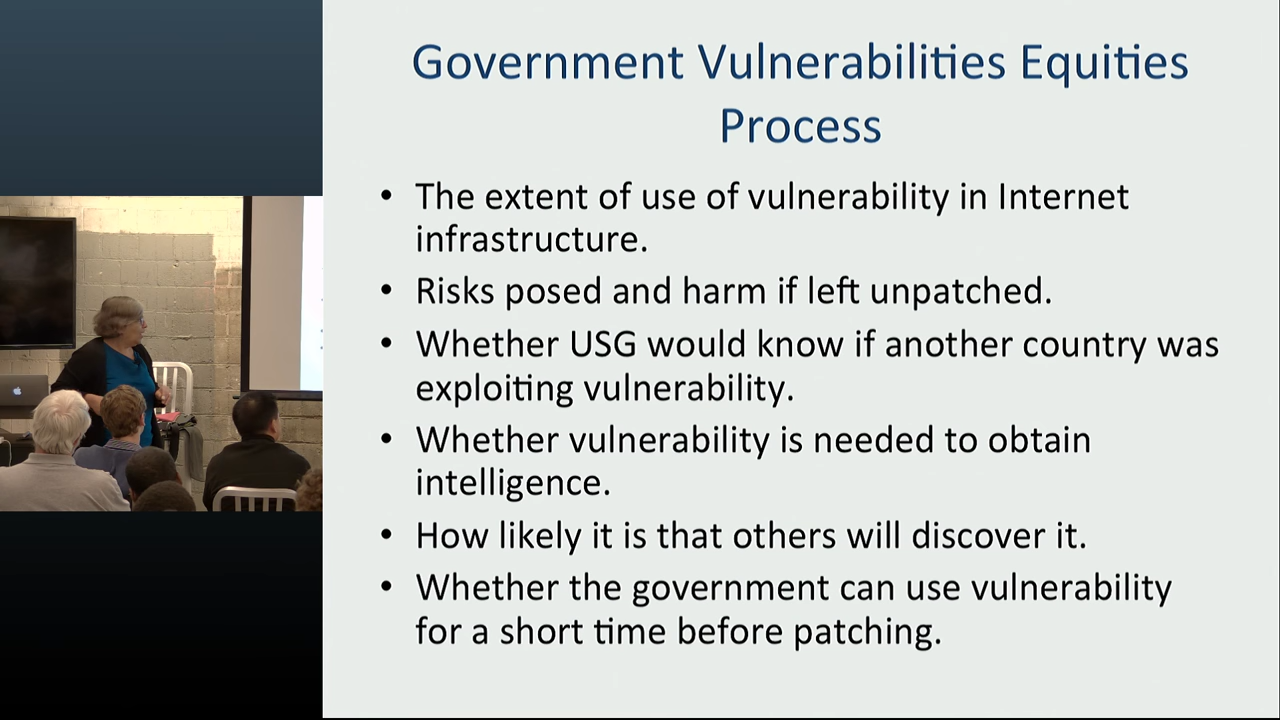 Government Vulnerabilities Equities
Process
• The extent of use of vulnerability in Internet
infrastructure.
• Risks posed and harm if left unpatched.
• Whether USG would know if another country was
exploiting vulnerability.
• Whether vulnerability is needed to obtain
intelligence.
• How likely it is that others will discover it.
• Whether the government can use vulnerability
for a short time before patching.